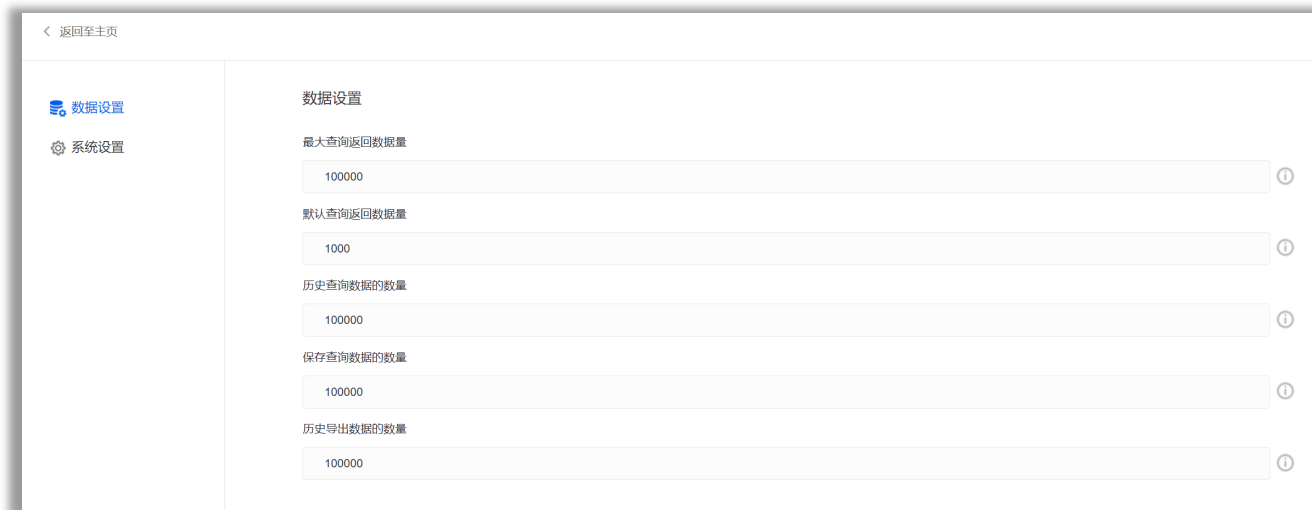 返回至主页
数据设置
系统设置
数据设置
最大查询返回数据量
100000
默认查询返回数据量
1000
历史查询数据的数量
100000
保存查询数据的数量
100000
历史导出数据的数量
100000